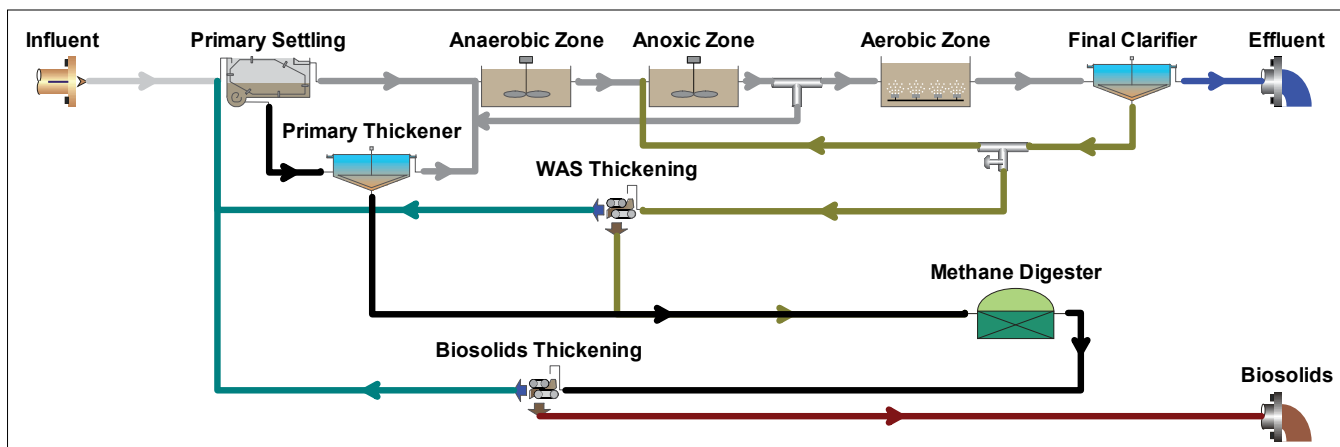 Influent
Primary Settling
Anaerobic Zone
Anoxic Zone
Aerobic Zone
Final Clarifier
Effluent
Primary Thickener
WAS Thickening
Methane Digester
Biosolids Thickening
Biosolids